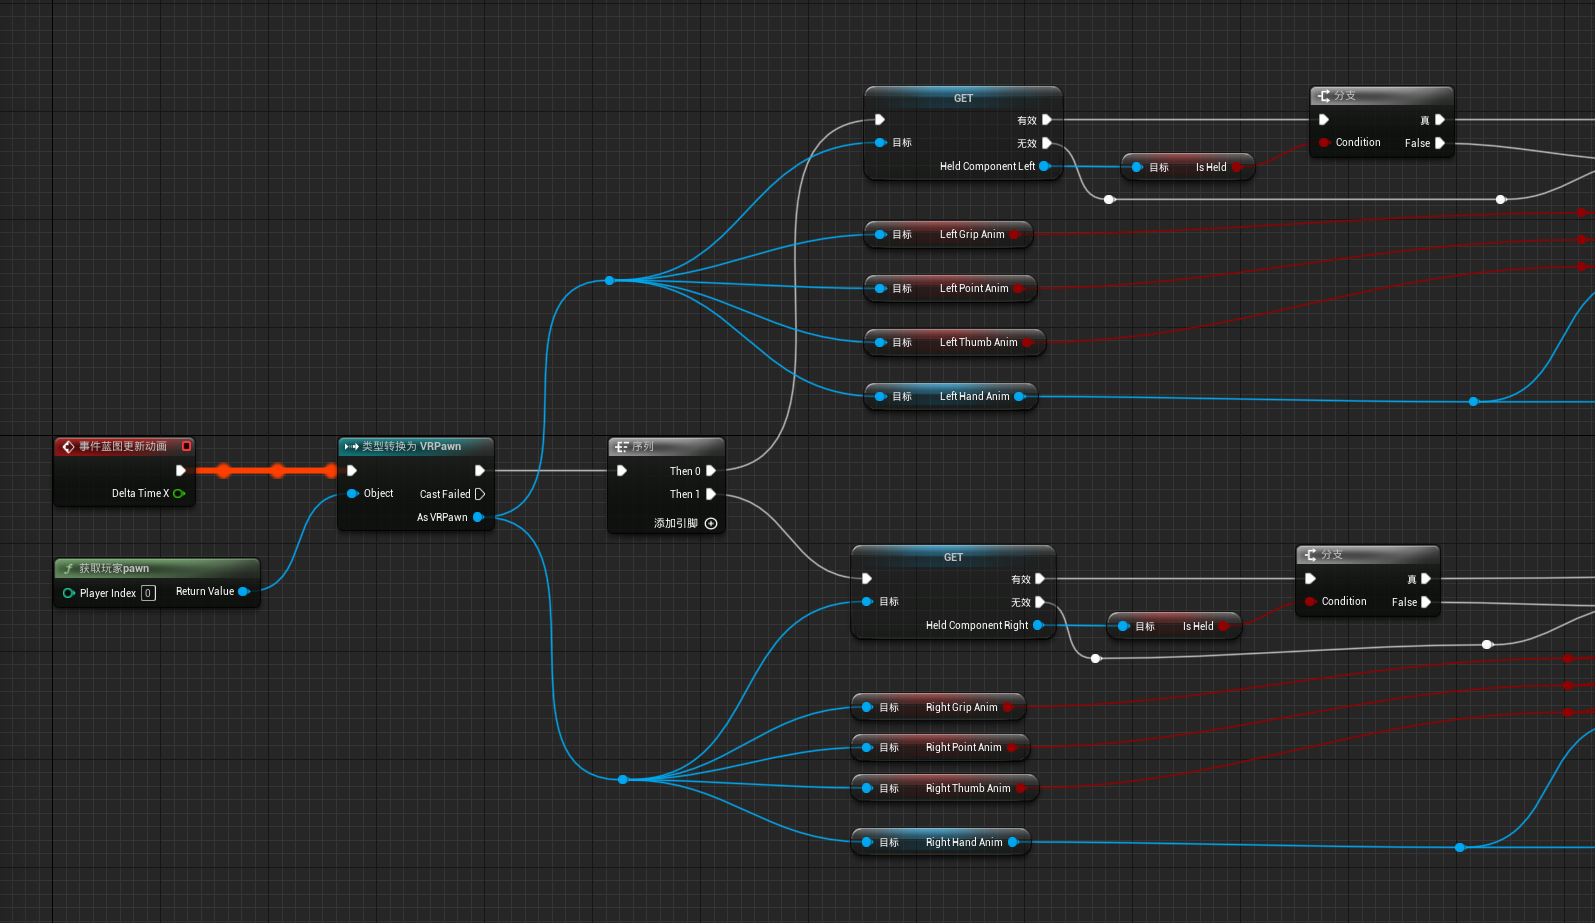 GET
有效
目标
无效
Held Component Left
分支
真
Condition
False
目标
Is Held
目标
Left Grip Anim
目标
Left Point Anim
目标
Left Thumb Anim
目标
Left Hand Anim
事件蓝图更新动画
Delta Time X
类型转换为 VRPawn
Object
Cast Failed
As VRPawn
序列
Then 0
Then 1
添加引脚
获取玩家pawn
Player Index
0
Return Value
GET
有效
目标
无效
Held Component Right
分支
真
Condition
False
目标
Is Held
目标
Right Grip Anim
目标
Right Point Anim
目标
Right Thumb Anim
目标
Right Hand Anim